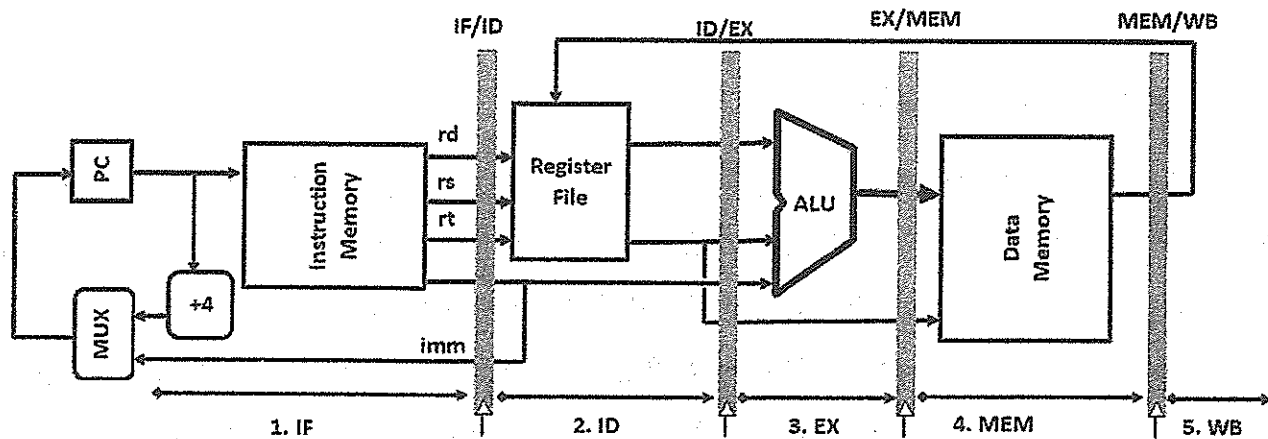 IF/ID
ID/EX
EX/MEM
MEM/WB
PC
Instruction
Memory
rd
rs
rt
Register
File
ALU
Data
Memory
+4
MUX
imm
1. IF
2. ID
3. EX
4. MEM
5. WB